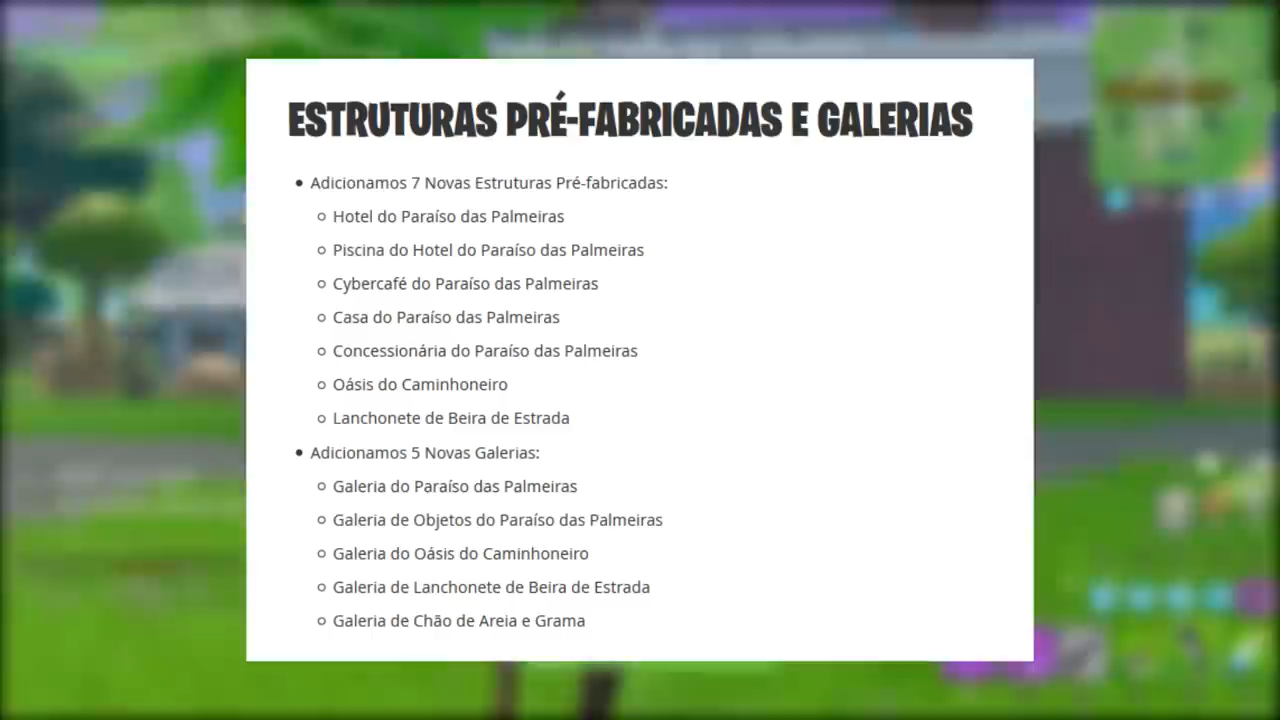 ESTRUTURAS PRÉ-FABRICADAS E GALERIAS
Adicionamos 7 Novas Estruturas Pré-fabricadas:
Hotel do Paraíso das Palmeiras
Piscina do Hotel do Paraíso das Palmeiras
Cybercafé do Paraíso das Palmeiras
Casa do Paraíso das Palmeiras
Concessionária do Paraíso das Palmeiras
Oásis do Caminhoneiro
Lanchonete de Beira de Estrada
Adicionamos 5 Novas Galerias:
Galeria do Paraíso das Palmeiras
Galeria de Objetos do Paraíso das Palmeiras
Galeria do Oásis do Caminhoneiro
Galeria de Lanchonete de Beira de Estrada
Galeria de Chão de Areia e Grama